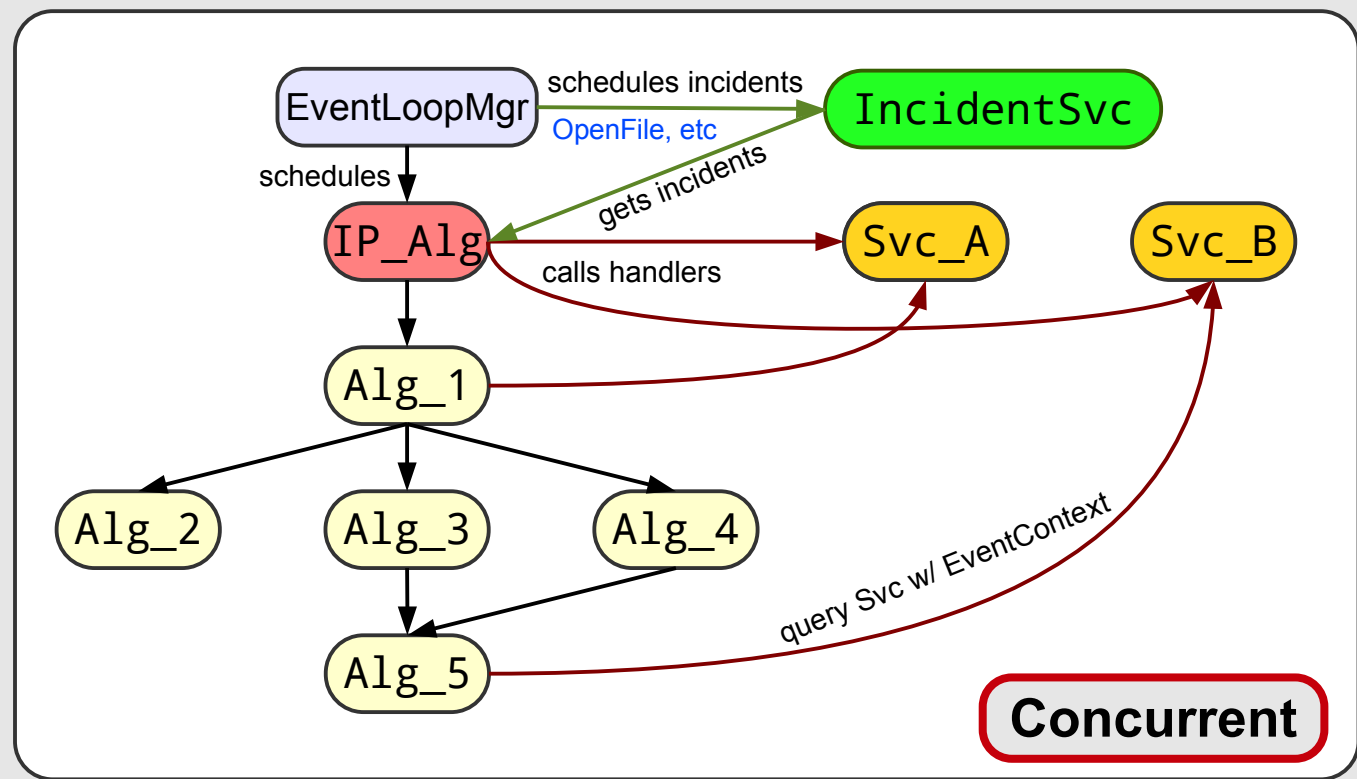 EventLoopMgr
schedules incidents
OpenFile, etc
IncidentSvc
schedules
gets incidents
IP_Alg
calls handlers
Svc_A
Svc_B
Alg_1
Alg_2
Alg_3
Alg_4
query Svc w/ EventContext
Alg_5
Concurrent